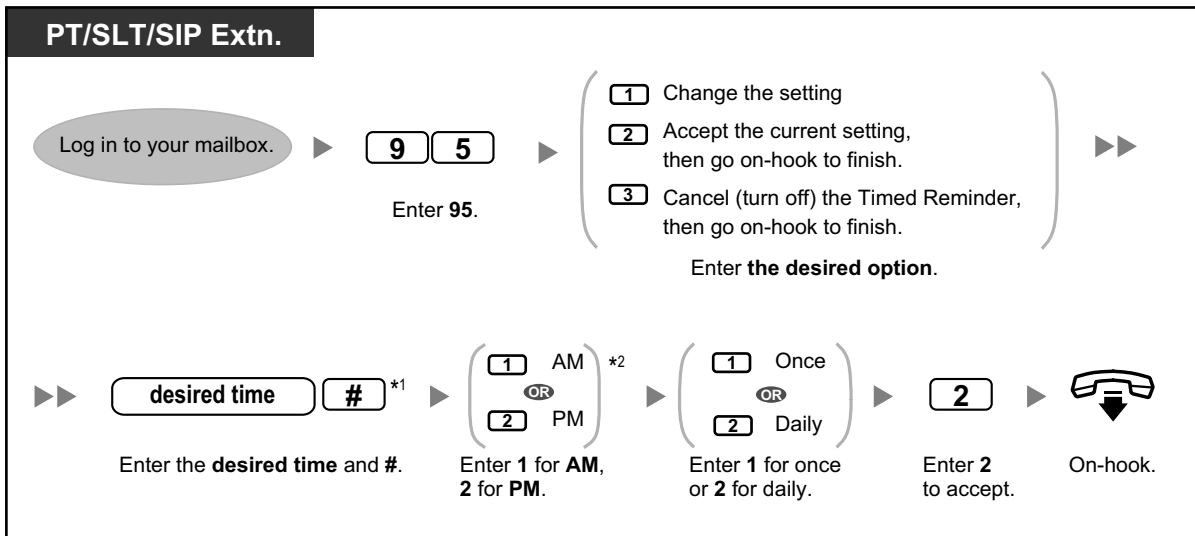 PT/SLT/SIP Extn.
Log in to your mailbox.
9 5
Enter 95.
1 Change the setting
2 Accept the current setting,
then go on-hook to finish.
3 Cancel (turn off) the Timed Reminder,
then go on-hook to finish.
Enter the desired option.
desired time # *1
Enter the desired time and #.
1 AM *2
OR
2 PM
Enter 1 for AM,
2 for PM.
1 Once
OR
2 Daily
Enter 1 for once
or 2 for daily.
2
Enter 2
to accept.
On-hook.